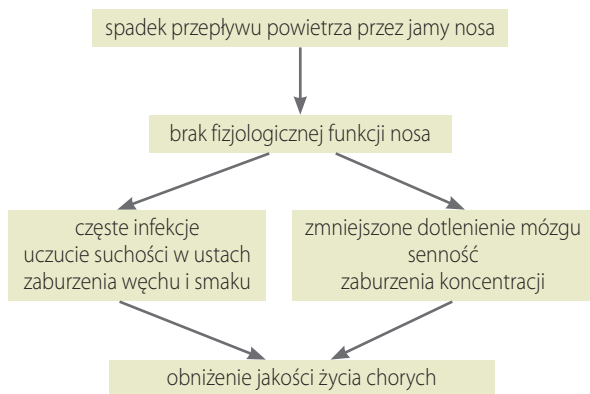 spadek przepływu powietrza przez jamy nosa
brak fizjologicznej funkcji nosa
częste infekcje
uczucie suchości w ustach
zaburzenia węchu i smaku
zmniejszone dotlenienie mózgu
senność
zaburzenia koncentracji
obniżenie jakości życia chorych